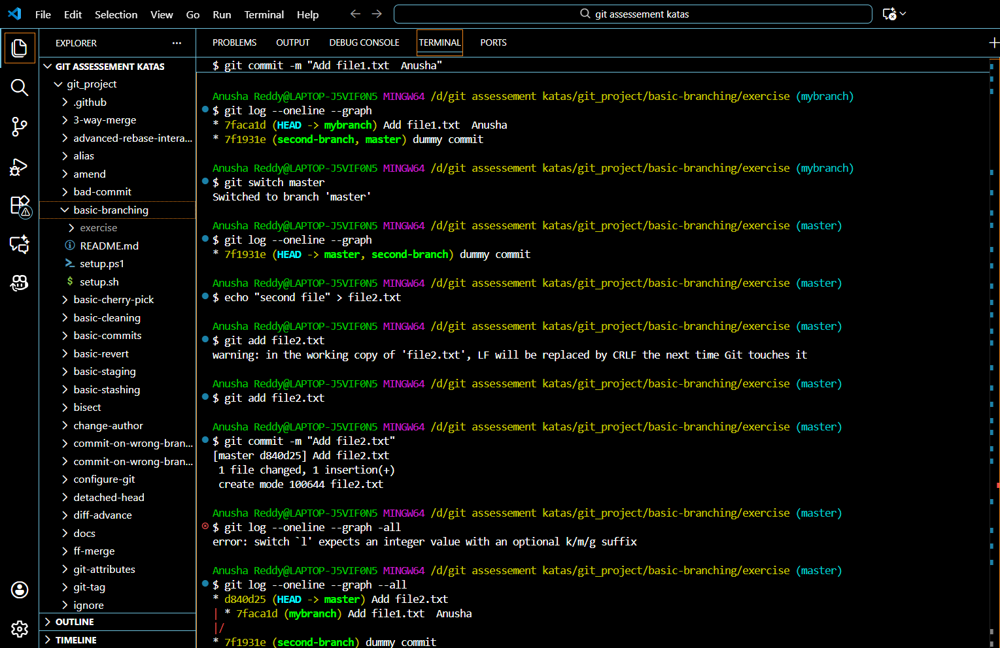 File Edit Selection View Go Run Terminal Help
git assessement katas
EXPLORER
PROBLEMS OUTPUT DEBUG CONSOLE TERMINAL PORTS
GIT ASSESSEMENT KATAS
git_project
.github
3-way-merge
advanced-rebase-intera...
alias
amend
bad-commit
basic-branching
exercise
README.md
setup.ps1
setup.sh
basic-cherry-pick
basic-cleaning
basic-commits
basic-revert
basic-staging
basic-stashing
bisect
change-author
commit-on-wrong-bran...
commit-on-wrong-bran...
configure-git
detached-head
diff-advance
docs
ff-merge
git-attributes
git-tag
ignore
OUTLINE
TIMELINE
$ git commit -m "Add file1.txt  Anusha"
Anusha Reddy@LAPTOP-J5VIF0N5 MINGW64 /d/git assessement katas/git_project/basic-branching/exercise (mybranch)
$ git log --oneline --graph
* 7faca1d (HEAD -> mybranch) Add file1.txt  Anusha
* 7f1931e (second-branch, master) dummy commit
Anusha Reddy@LAPTOP-J5VIF0N5 MINGW64 /d/git assessement katas/git_project/basic-branching/exercise (mybranch)
$ git switch master
Switched to branch 'master'
Anusha Reddy@LAPTOP-J5VIF0N5 MINGW64 /d/git assessement katas/git_project/basic-branching/exercise (master)
$ git log --oneline --graph
* 7f1931e (HEAD -> master, second-branch) dummy commit
Anusha Reddy@LAPTOP-J5VIF0N5 MINGW64 /d/git assessement katas/git_project/basic-branching/exercise (master)
$ echo "second file" > file2.txt
Anusha Reddy@LAPTOP-J5VIF0N5 MINGW64 /d/git assessement katas/git_project/basic-branching/exercise (master)
$ git add file2.txt
warning: in the working copy of 'file2.txt', LF will be replaced by CRLF the next time Git touches it
Anusha Reddy@LAPTOP-J5VIF0N5 MINGW64 /d/git assessement katas/git_project/basic-branching/exercise (master)
$ git add file2.txt
Anusha Reddy@LAPTOP-J5VIF0N5 MINGW64 /d/git assessement katas/git_project/basic-branching/exercise (master)
$ git commit -m "Add file2.txt"
[master d840d25] Add file2.txt
1 file changed, 1 insertion(+)
create mode 100644 file2.txt
Anusha Reddy@LAPTOP-J5VIF0N5 MINGW64 /d/git assessement katas/git_project/basic-branching/exercise (master)
$ git log --oneline --graph -all
error: switch `l' expects an integer value with an optional k/m/g suffix
Anusha Reddy@LAPTOP-J5VIF0N5 MINGW64 /d/git assessement katas/git_project/basic-branching/exercise (master)
$ git log --oneline --graph --all
* d840d25 (HEAD -> master) Add file2.txt
| * 7faca1d (mybranch) Add file1.txt  Anusha
|/
* 7f1931e (second-branch) dummy commit